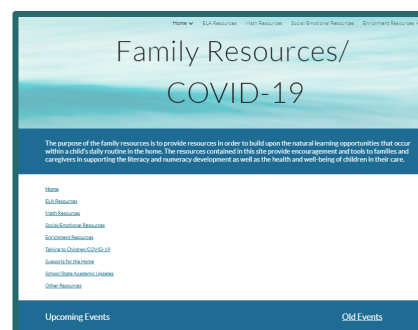 Home ELA Resources Math Resources Social/Emotional Resources Enrichment Resources
Family Resources/
COVID-19
The purpose of the family resources is to provide resources in order to build upon the natural learning opportunities that occur
within a child's daily routine in the home. The resources contained in this site provide encouragement and tools to families and
caregivers in supporting the literacy and numeracy development as well as the health and well-being of children in their care.
Home
ELA Resources
Math Resources
Social/Emotional Resources
Enrichment Resources
Talking to Children/COVID-19
Supports for the Home
School/State Academic Updates
Other Resources
Upcoming Events Old Events